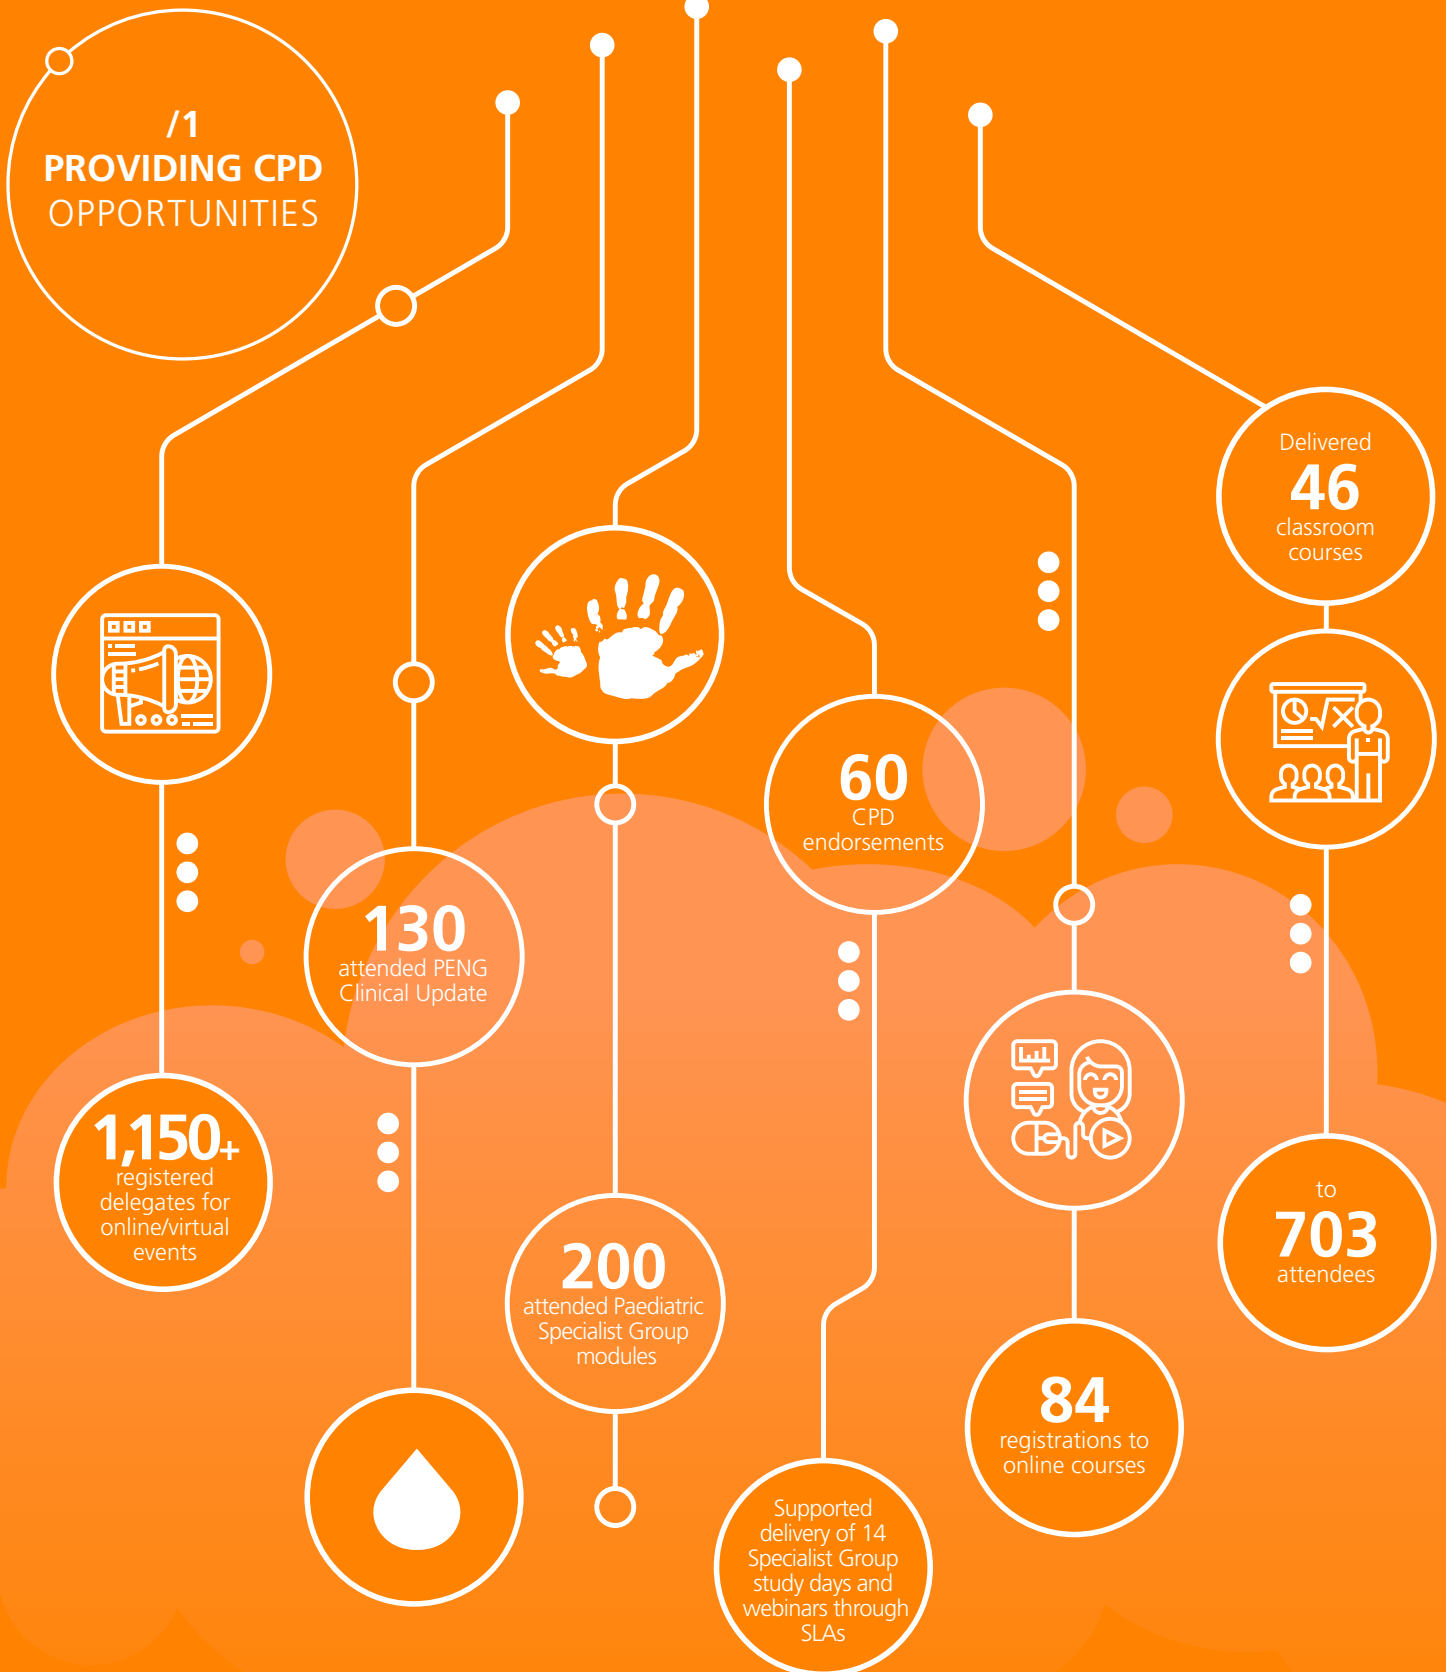 /1
PROVIDING CPD
OPPORTUNITIES
Delivered
46
classroom
courses
60
CPD
endorsements
130
attended PENG
Clinical Update
1,150+
registered
delegates for
online/virtual
events
to
703
attendees
200
attended Paediatric
Specialist Group
modules
84
registrations to
online courses
Supported
delivery of 14
Specialist Group
study days and
webinars through
SLAs